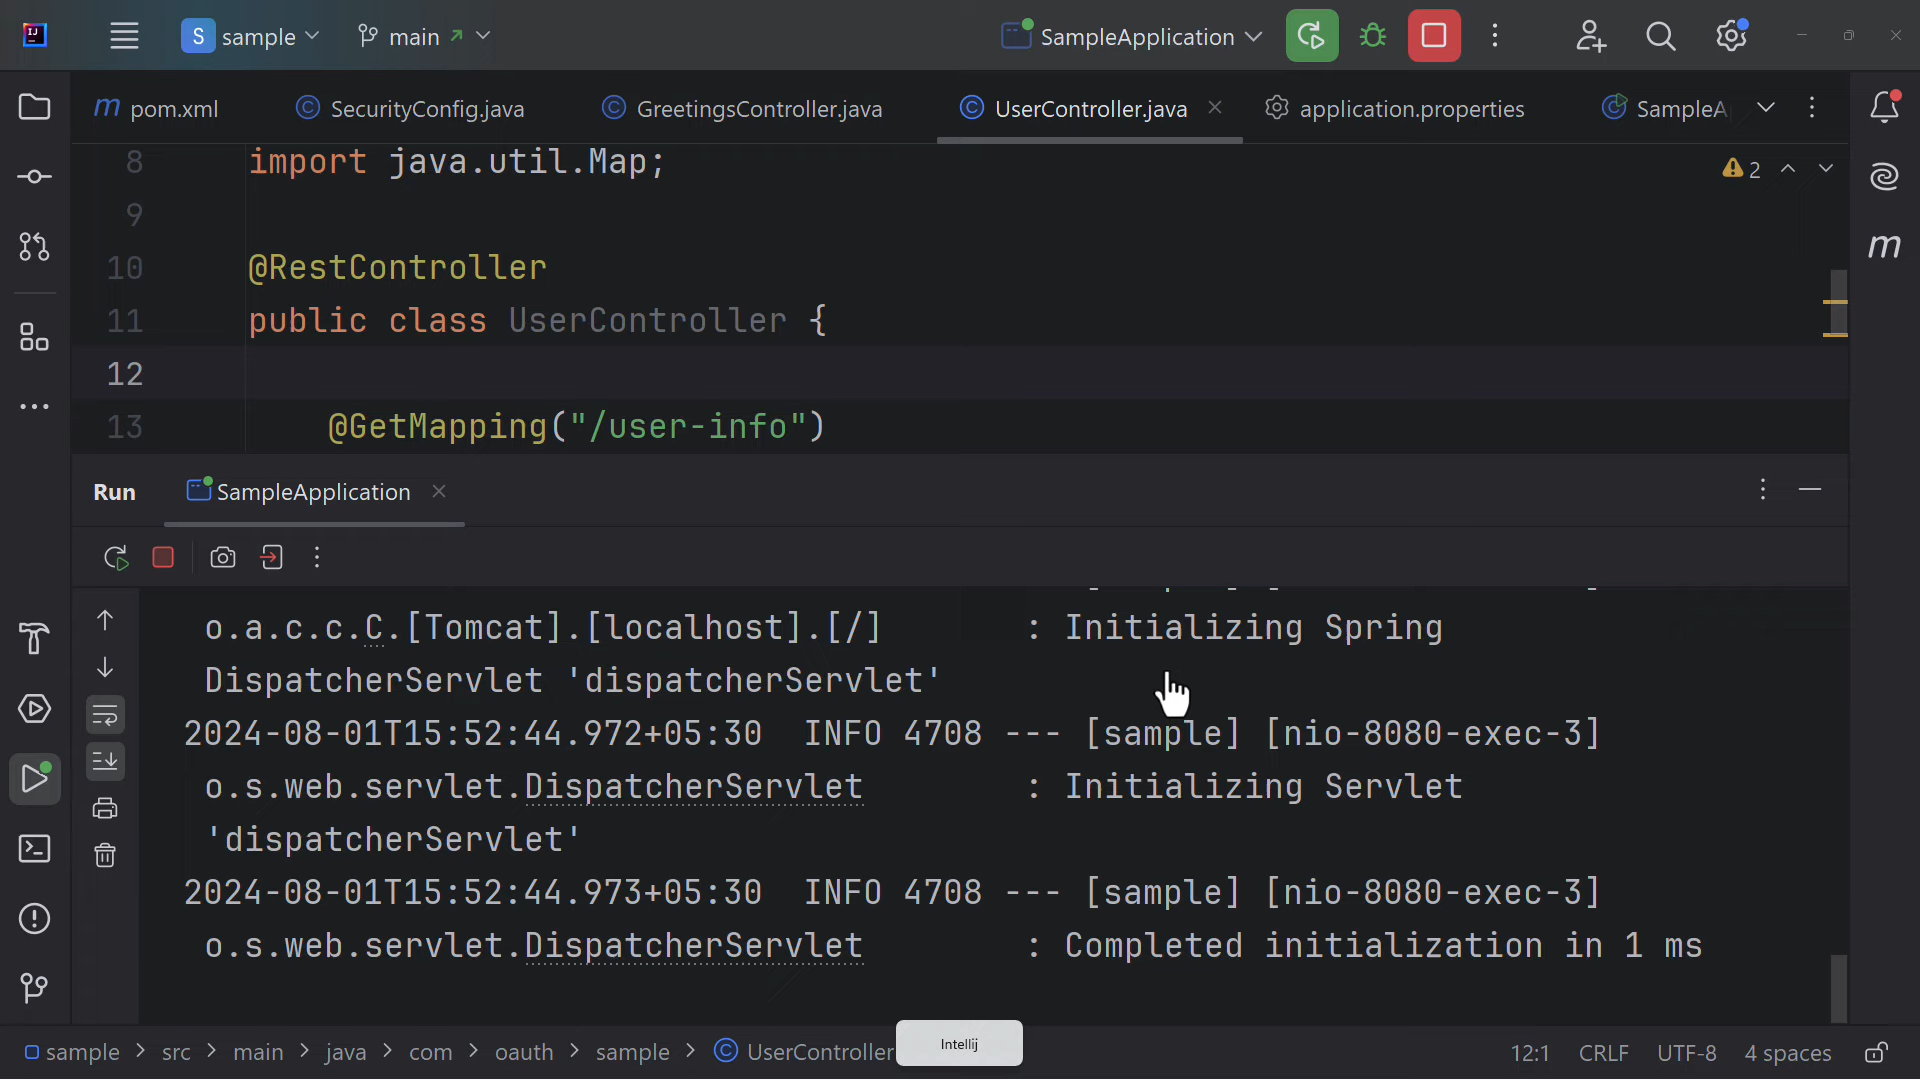 IJ
S sample main SampleApplication
m pom.xml SecurityConfig.java GreetingsController.java UserController.java application.properties SampleA
8 import java.util.Map;
2
9
10 @RestController
11 public class UserController {
12
13 @GetMapping("/user-info")
Run SampleApplication
o.a.c.c.C.[Tomcat].[localhost].[/] : Initializing Spring
DispatcherServlet 'dispatcherServlet'
2024-08-01T15:52:44.972+05:30 INFO 4708 --- [sample] [nio-8080-exec-3]
o.s.web.servlet.DispatcherServlet : Initializing Servlet
'dispatcherServlet'
2024-08-01T15:52:44.973+05:30 INFO 4708 --- [sample] [nio-8080-exec-3]
o.s.web.servlet.DispatcherServlet : Completed initialization in 1 ms
sample > src > main > java > com > oauth > sample > UserController
Intellij
12:1 CRLF UTF-8 4 spaces